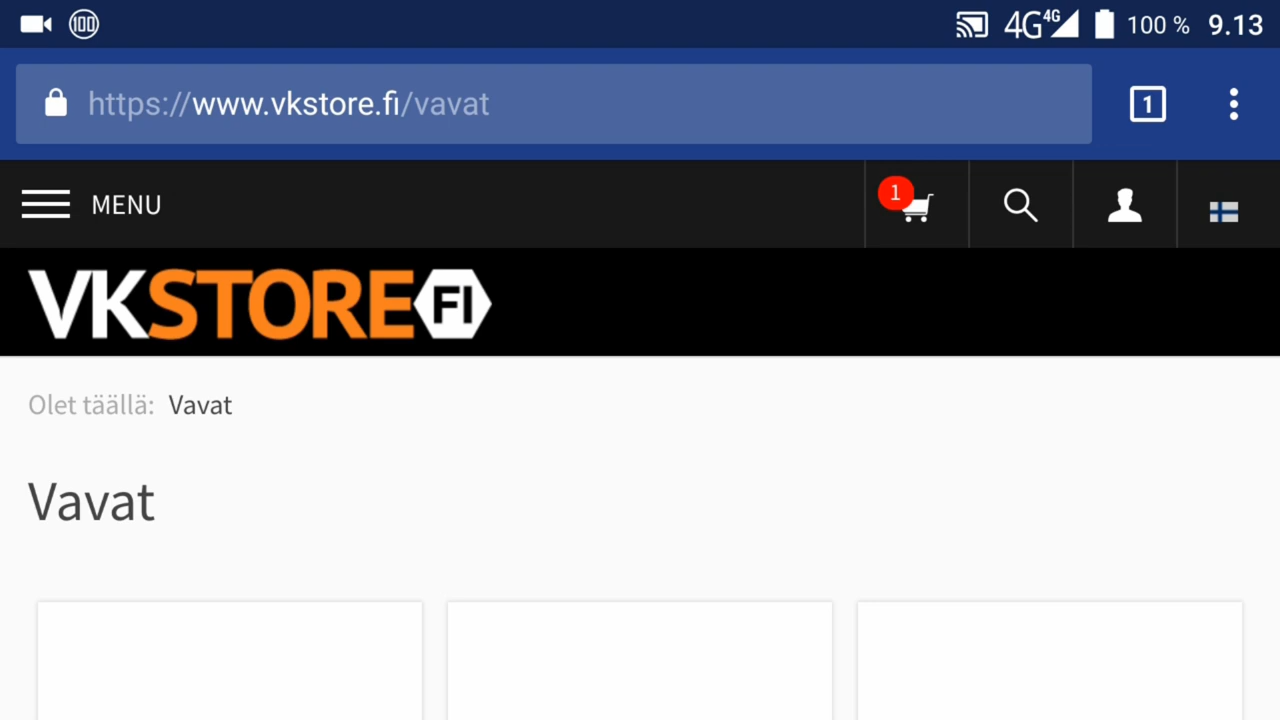 100 4G 4G 100 % 9.13
https://www.vkstore.fi/vavat 1
MENU 1
VKSTORE FI
Olet täällä: Vavat
Vavat